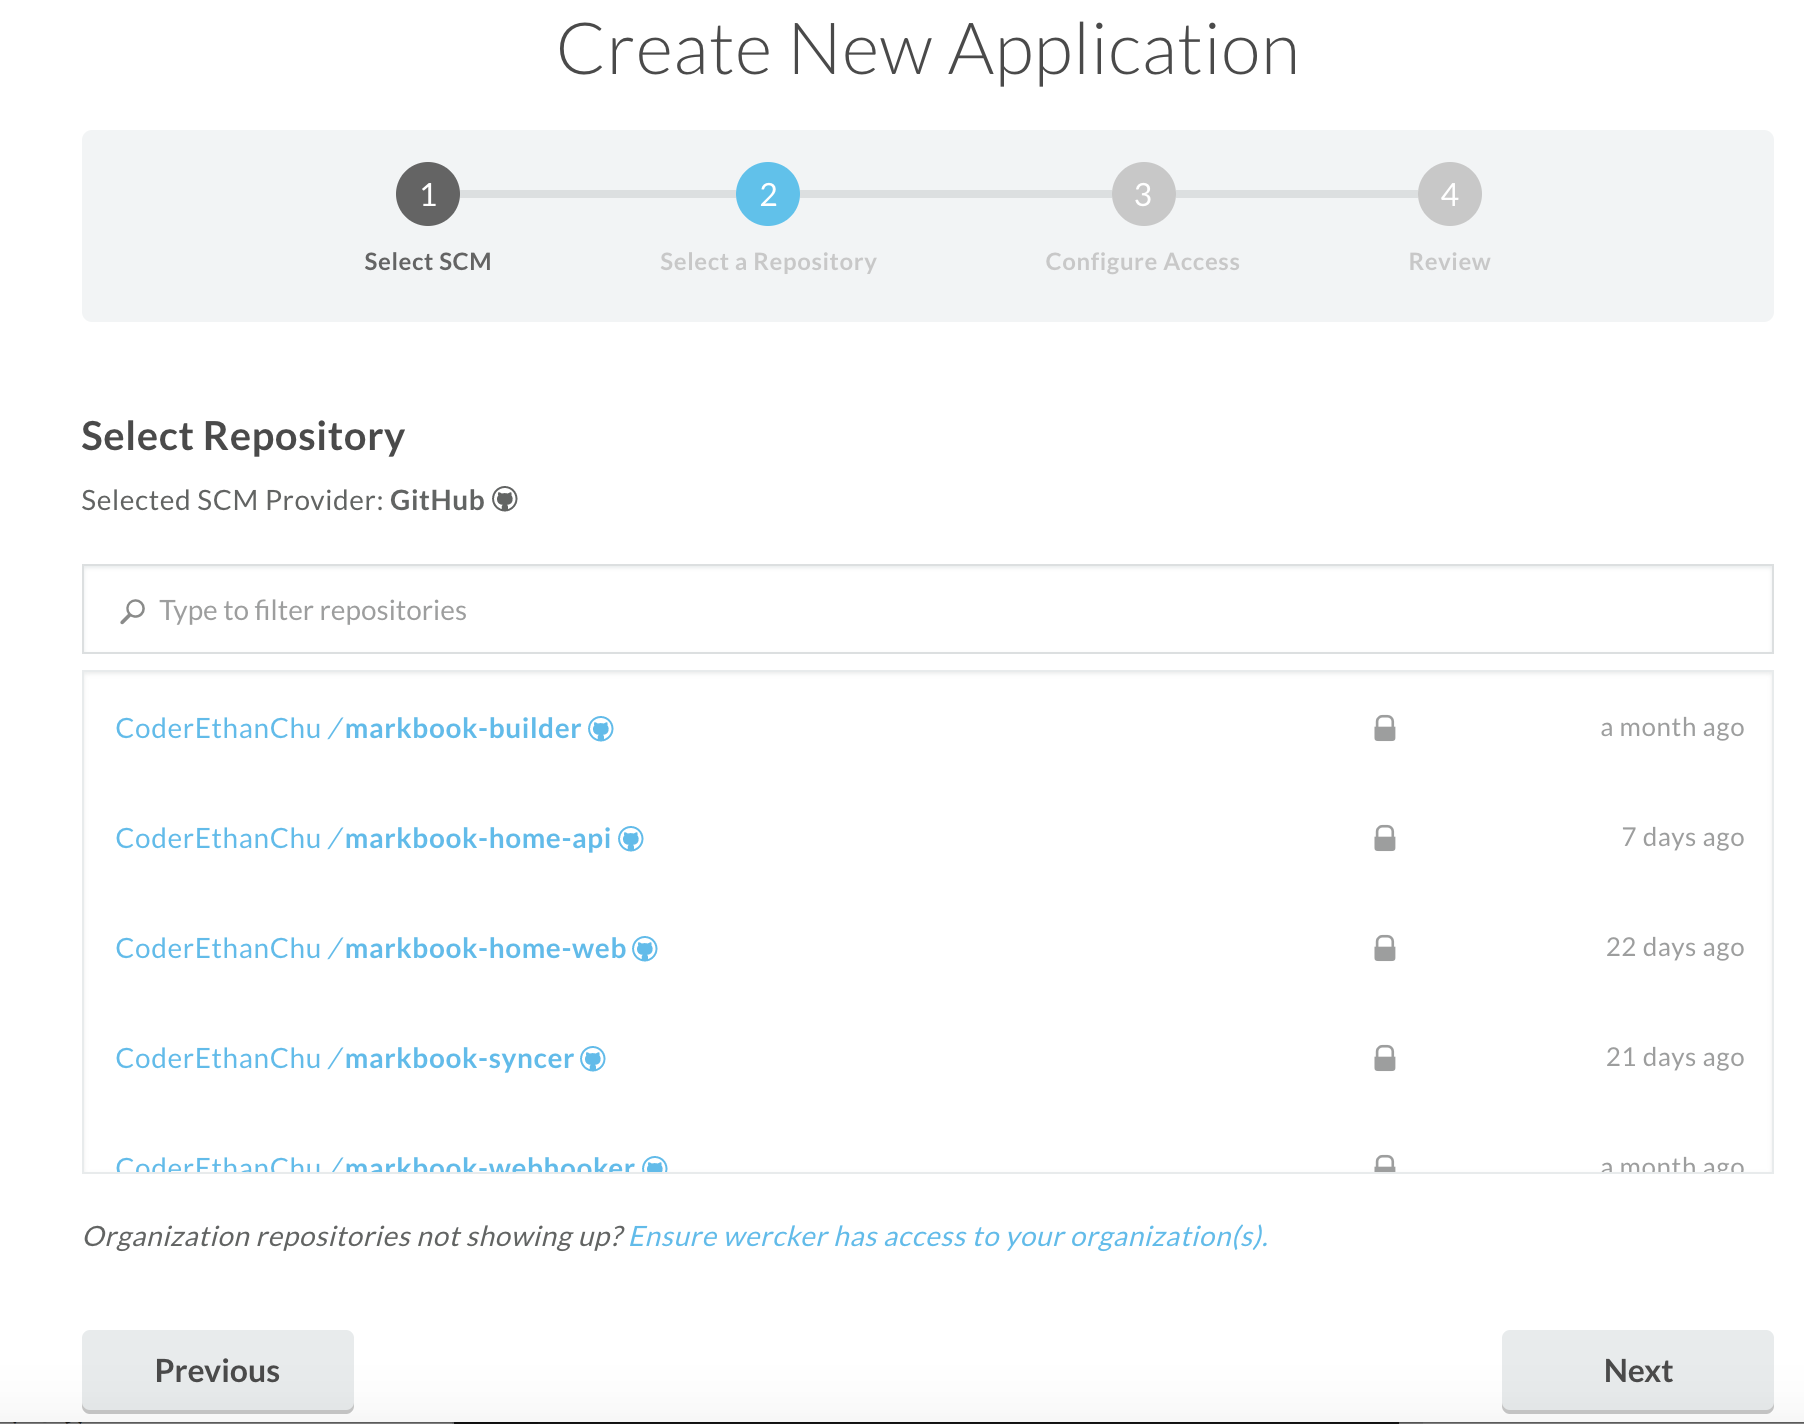 Create New Application
1 2 3 4
Select SCM Select a Repository Configure Access Review
Select Repository
Selected SCM Provider: GitHub
Type to filter repositories
CoderEthanChu /markbook-builder a month ago
CoderEthanChu /markbook-home-api 7 days ago
CoderEthanChu /markbook-home-web 22 days ago
CoderEthanChu /markbook-syncer 21 days ago
CoderEthanChu /markbook-webhooker a month ago
Organization repositories not showing up? Ensure wercker has access to your organization(s).
Previous Next